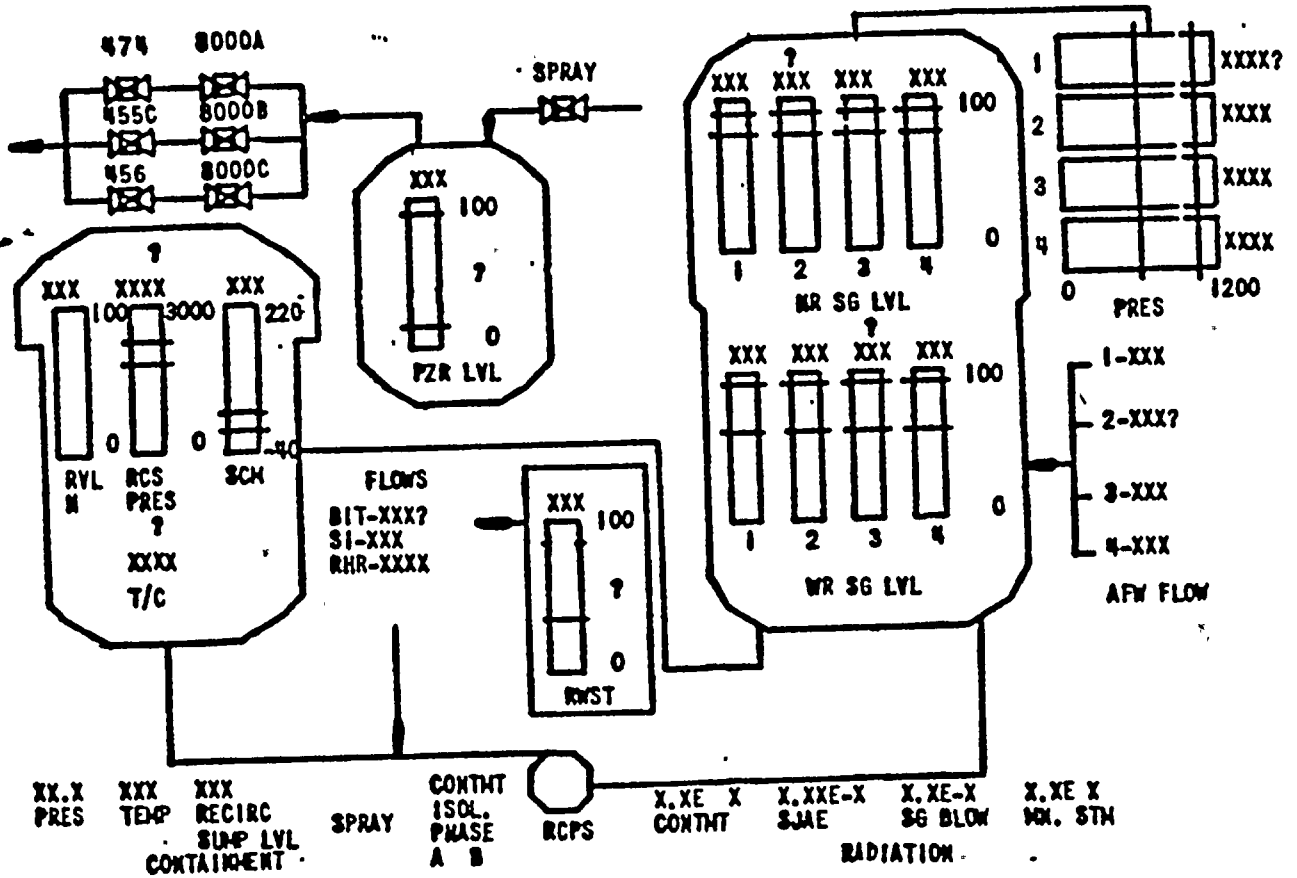 474 8000A
455C 8000B
456 8000C
SPRAY
XXX
100
?
0
PZR LVL
?
XXX XXXX XXX
100 3000 220
0 0 -40
RVL
N
RCS
PRES
?
SCM
XXXX
T/C
FLOWS
BIT-XXX?
SI-XXX
RHR-XXXX
XXX
100
?
0
RWST
?
XXX XXX XXX XXX
100
0
1 2 3 4
NR SG LVL
?
XXX XXX XXX XXX
100
0
1 2 3 4
WR SG LVL
1 XXXX?
2 XXXX
3 XXXX
4 XXXX
0 1200
PRES
1-XXX
2-XXX?
3-XXX
4-XXX
AFW FLOW
XX.X
PRES
XXX
TEMP
XXX
RECIRC
SUMP LVL
CONTAINMENT
SPRAY
CONTMT
ISOL.
PHASE
A B
RCPS
X.XE X
CONTMT
X.XXE-X
SJAE
X.XE-X
SG BLOW
X.XE X
MN. STM
RADIATION